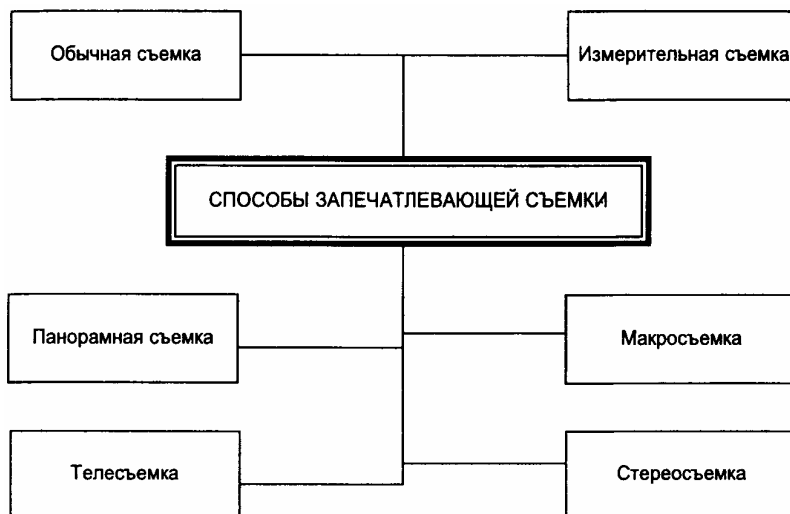 Обычная съемка
Измерительная съемка
СПОСОБЫ ЗАПЕЧАТЛЕВАЮЩЕЙ СЪЕМКИ
Панорамная съемка
Макросъемка
Телесъемка
Стереосъемка